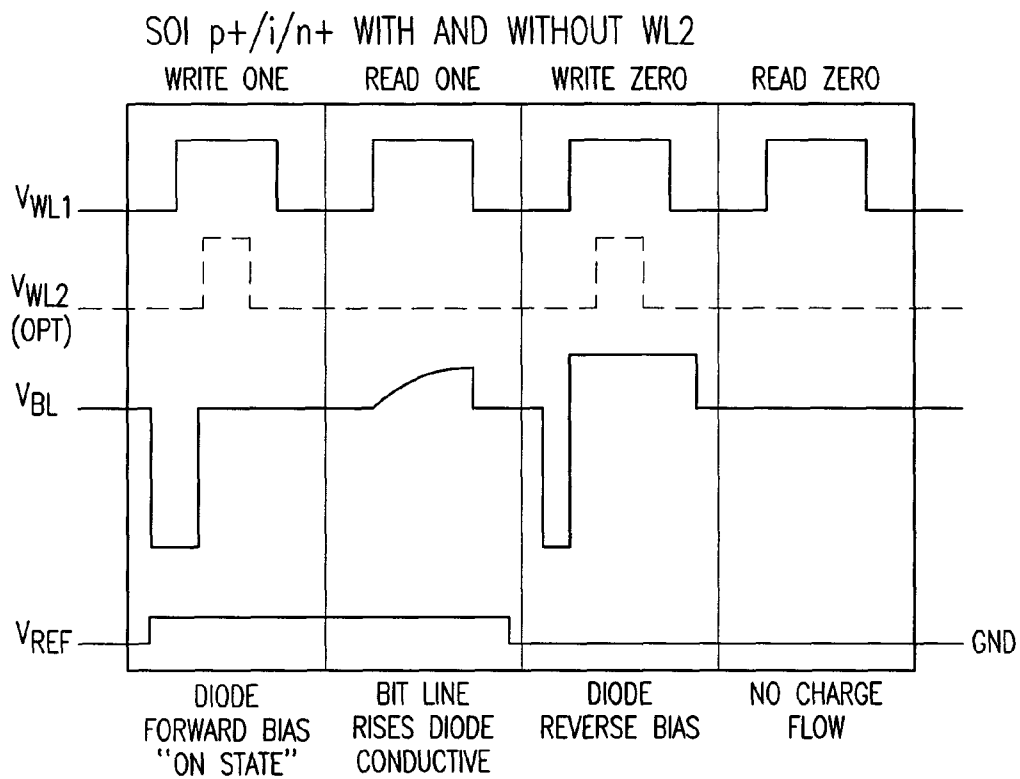 SOI p+/i/n+ WITH AND WITHOUT WL2
WRITE ONE
READ ONE
WRITE ZERO
READ ZERO
VWL1
VWL2
(OPT)
VBL
VREF
GND
DIODE
FORWARD BIAS
"ON STATE"
BIT LINE
RISES DIODE
CONDUCTIVE
DIODE
REVERSE BIAS
NO CHARGE
FLOW